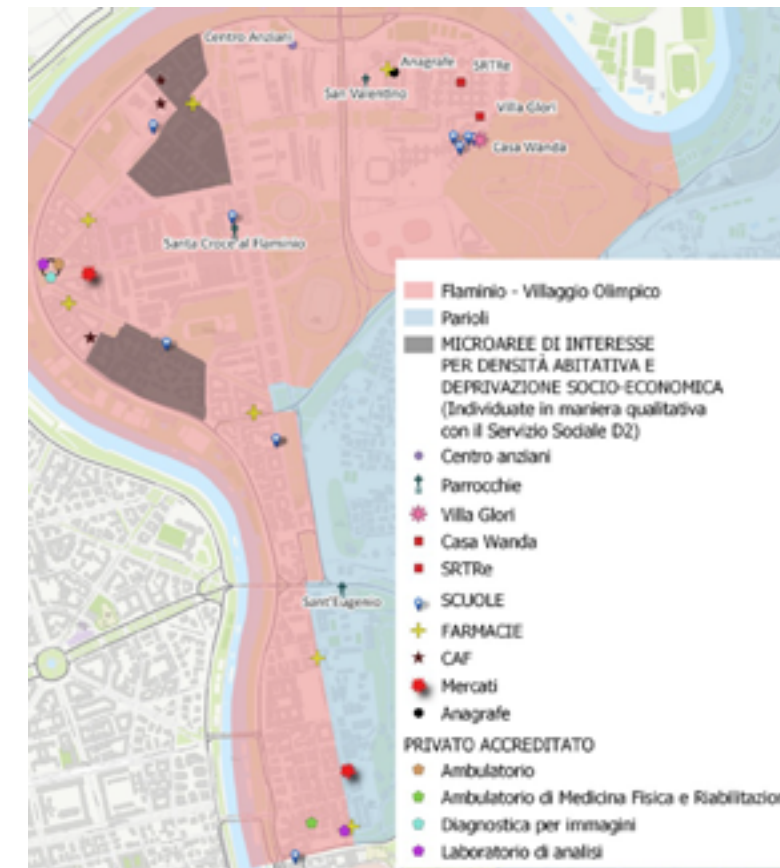 Centro Anziani
Anagrafe
SRTRe
San Valentino
Villa Glori
Casa Wanda
Santa Croce al Flaminio
Sant'Eugenio
Flaminio - Villaggio Olimpico
Parioli
MICROAREE DI INTERESSE
PER DENSITÀ ABITATIVA E
DEPRIVAZIONE SOCIO-ECONOMICA
(Individuate in maniera qualitativa
con il Servizio Sociale D2)
Centro anziani
Parrocchie
Villa Glori
Casa Wanda
SRTRe
SCUOLE
FARMACIE
CAF
Mercati
Anagrafe
PRIVATO ACCREDITATO
Ambulatorio
Ambulatorio di Medicina Fisica e Riabilitazion
Diagnostica per immagini
Laboratorio di analisi